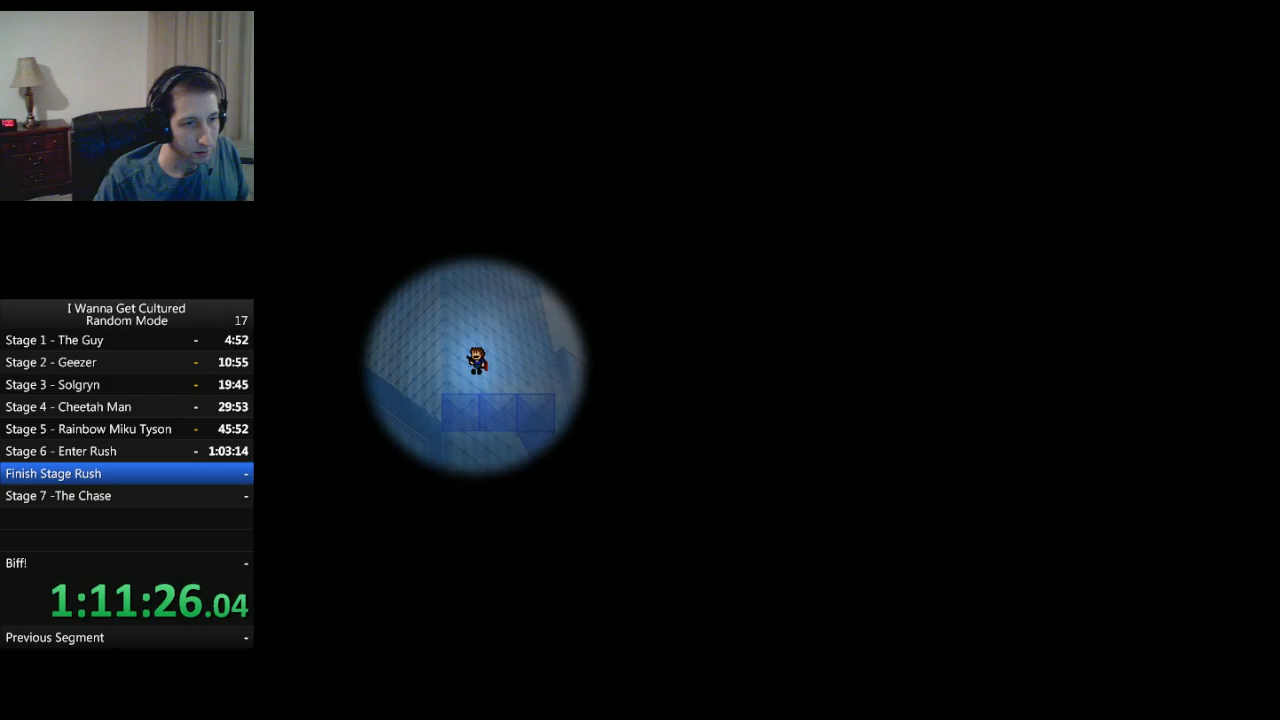 I Wanna Get Cultured
Random Mode 17
Stage 1 - The Guy - 4:52
Stage 2 - Geezer - 10:55
Stage 3 - Solgryn - 19:45
Stage 4 - Cheetah Man - 29:53
Stage 5 - Rainbow Miku Tyson - 45:52
Stage 6 - Enter Rush - 1:03:14
Finish Stage Rush -
Stage 7 -The Chase -
Biff! -
1:11:26.04
Previous Segment -